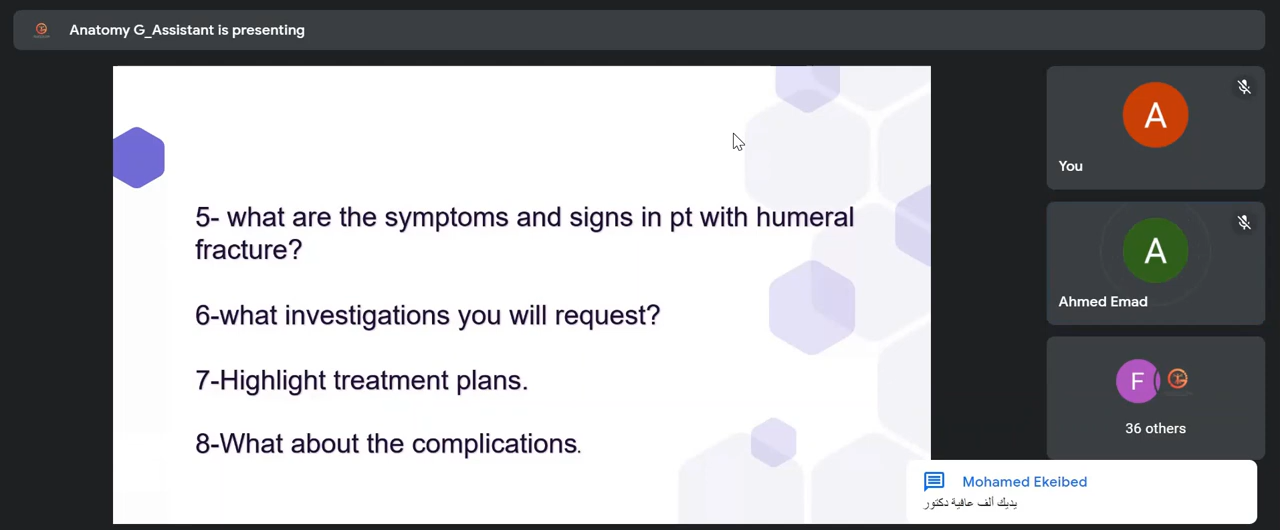 Anatomy G_Assistant is presenting
5- what are the symptoms and signs in pt with humeral
fracture?
6-what investigations you will request?
7-Highlight treatment plans.
8-What about the complications.
A
You
A
Ahmed Emad
F
36 others
Mohamed Ekeibed
يديك ألف عافية دكتور